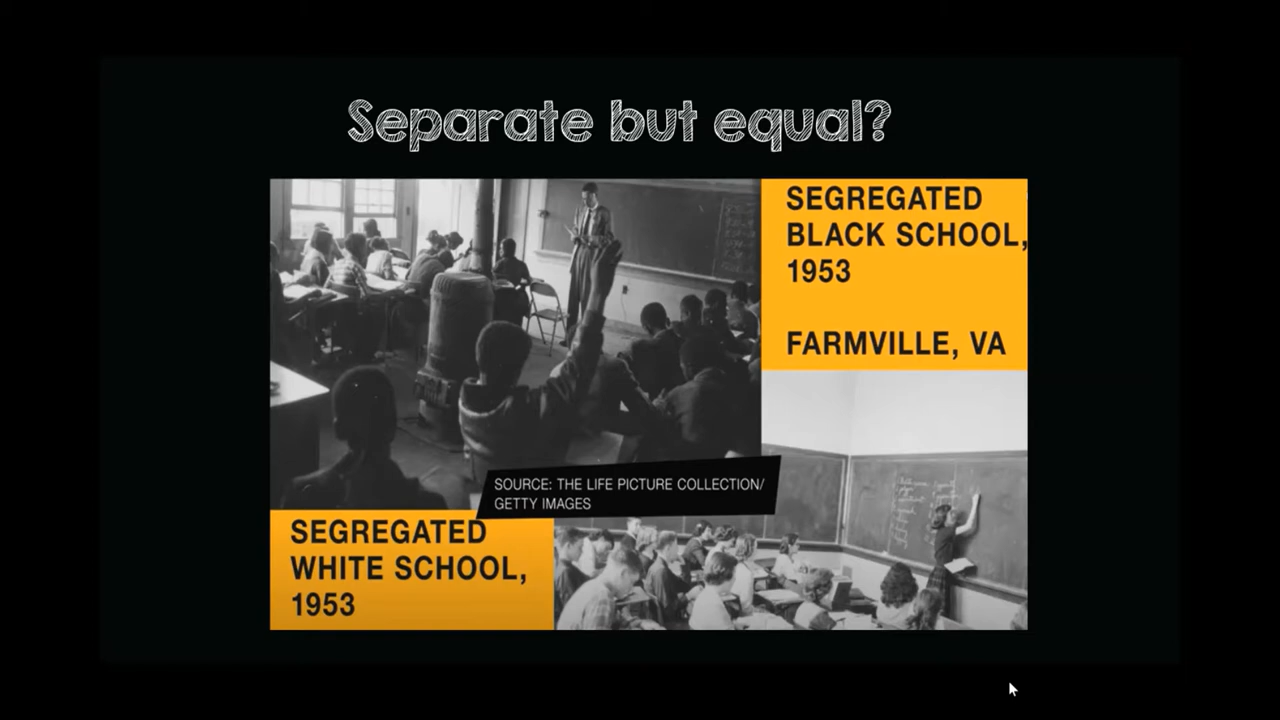 Separate but equal?
SEGREGATED
BLACK SCHOOL,
1953
FARMVILLE, VA
SOURCE: THE LIFE PICTURE COLLECTION/
GETTY IMAGES
SEGREGATED
WHITE SCHOOL,
1953